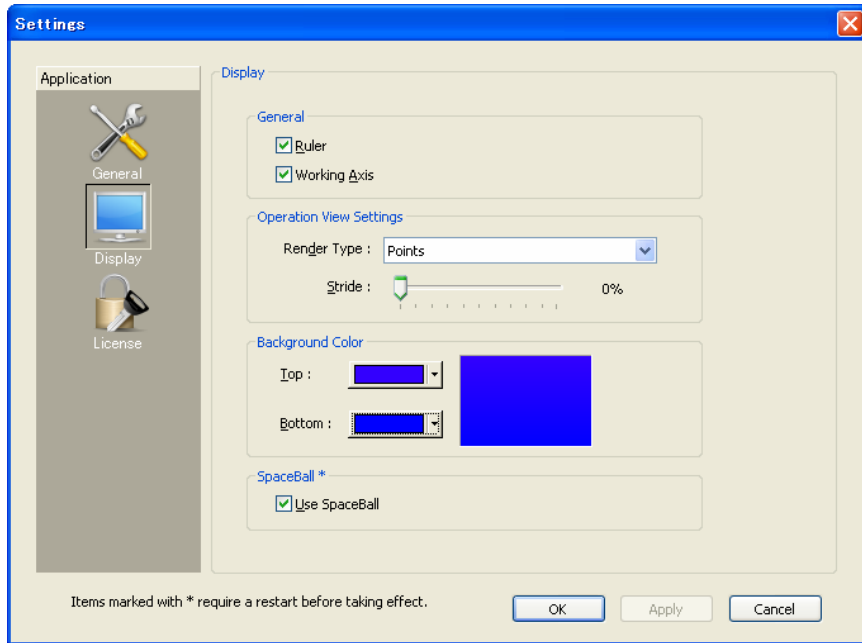 Settings
Application
General
Display
License
Display
General
Ruler
Working Axis
Operation View Settings
Render Type : Points
Stride : 0%
Background Color
Top :
Bottom :
SpaceBall *
Use SpaceBall
Items marked with * require a restart before taking effect.
OK Apply Cancel